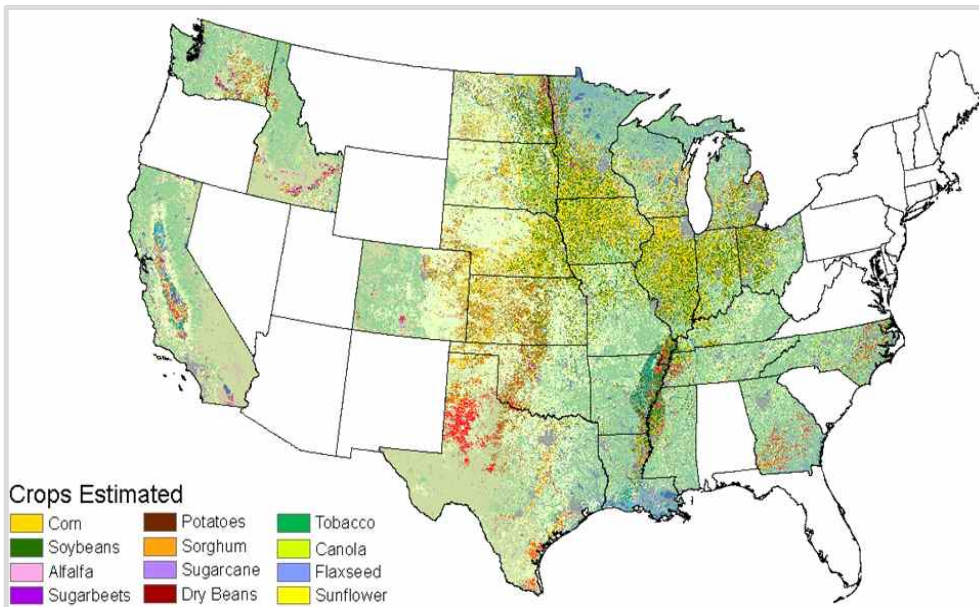 Crops Estimated
Corn
Soybeans
Alfalfa
Sugarbeets
Potatoes
Sorghum
Sugarcane
Dry Beans
Tobacco
Canola
Flaxseed
Sunflower